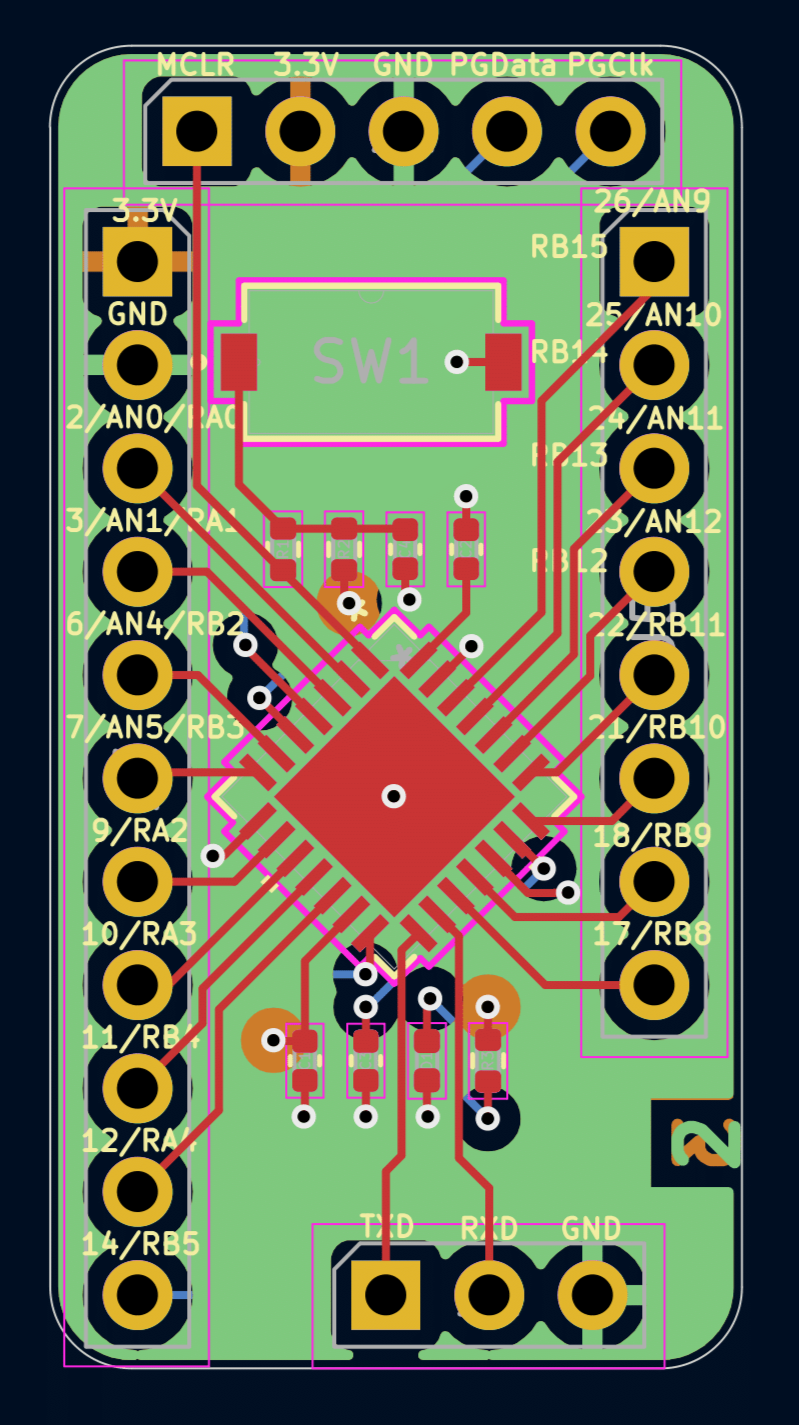 MCLR 3.3V GND PGData PGClk
3.3V
26/AN9
RB15
GND
25/AN10
SW1
RB14
2/AN0/RA0
24/AN11
RB13
3/AN1/RA1
23/AN12
RB12
6/AN4/RB2
22/RB11
7/AN5/RB3
21/RB10
9/RA2
18/RB9
10/RA3
17/RB8
11/RB4
12/RA4
2
TXD RXD GND
14/RB5